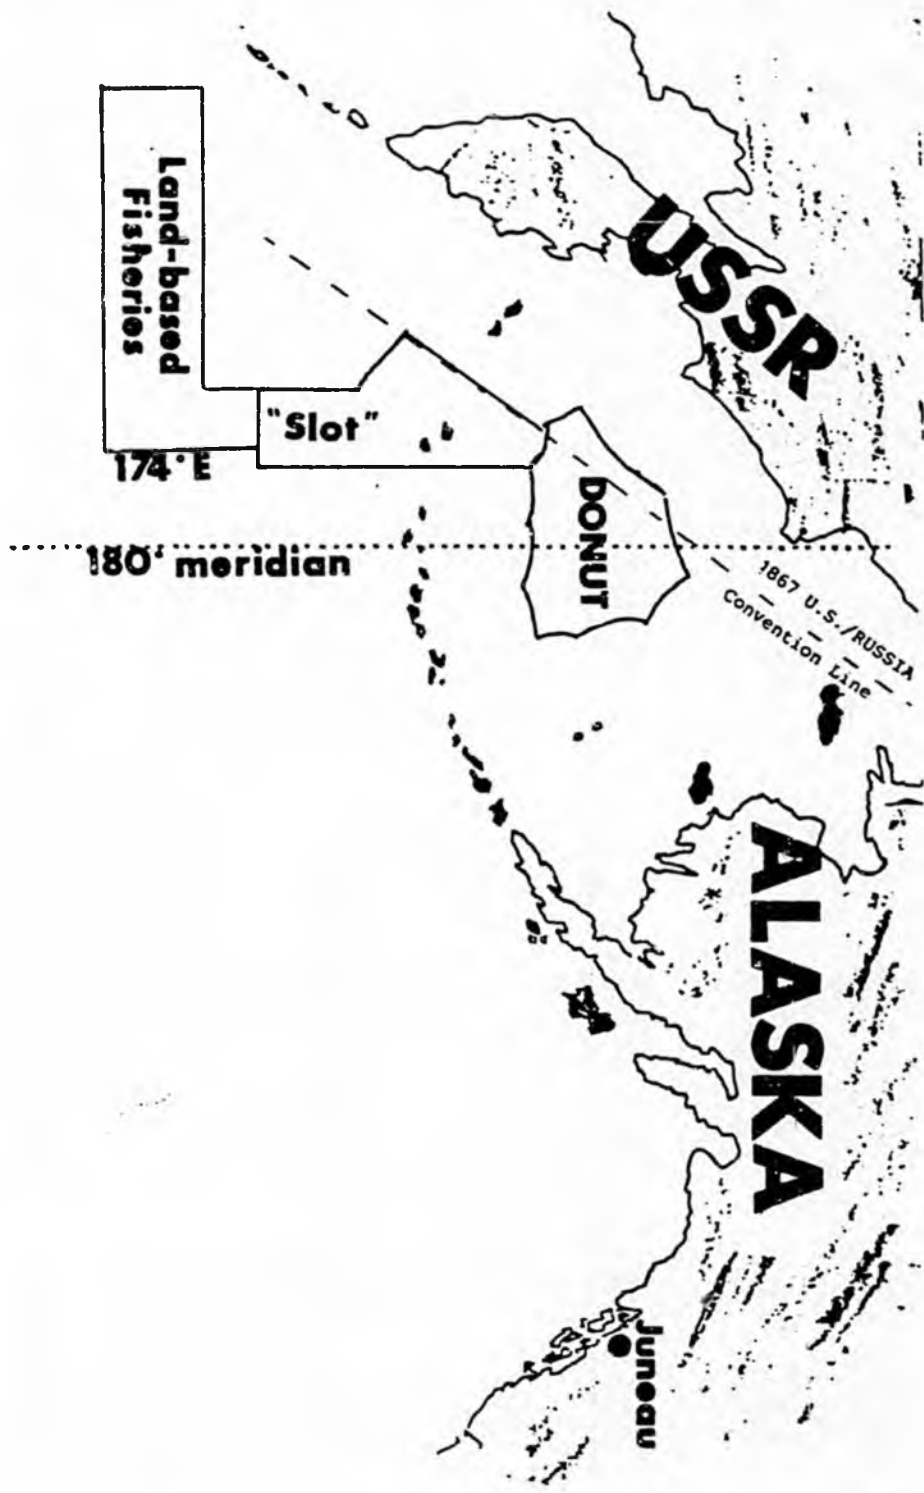 USSR
Land-based
Fisheries
"Slot"
174°E
DONUT
180° meridian
1867 U.S./RUSSIA
Convention Line
ALASKA
Juneau